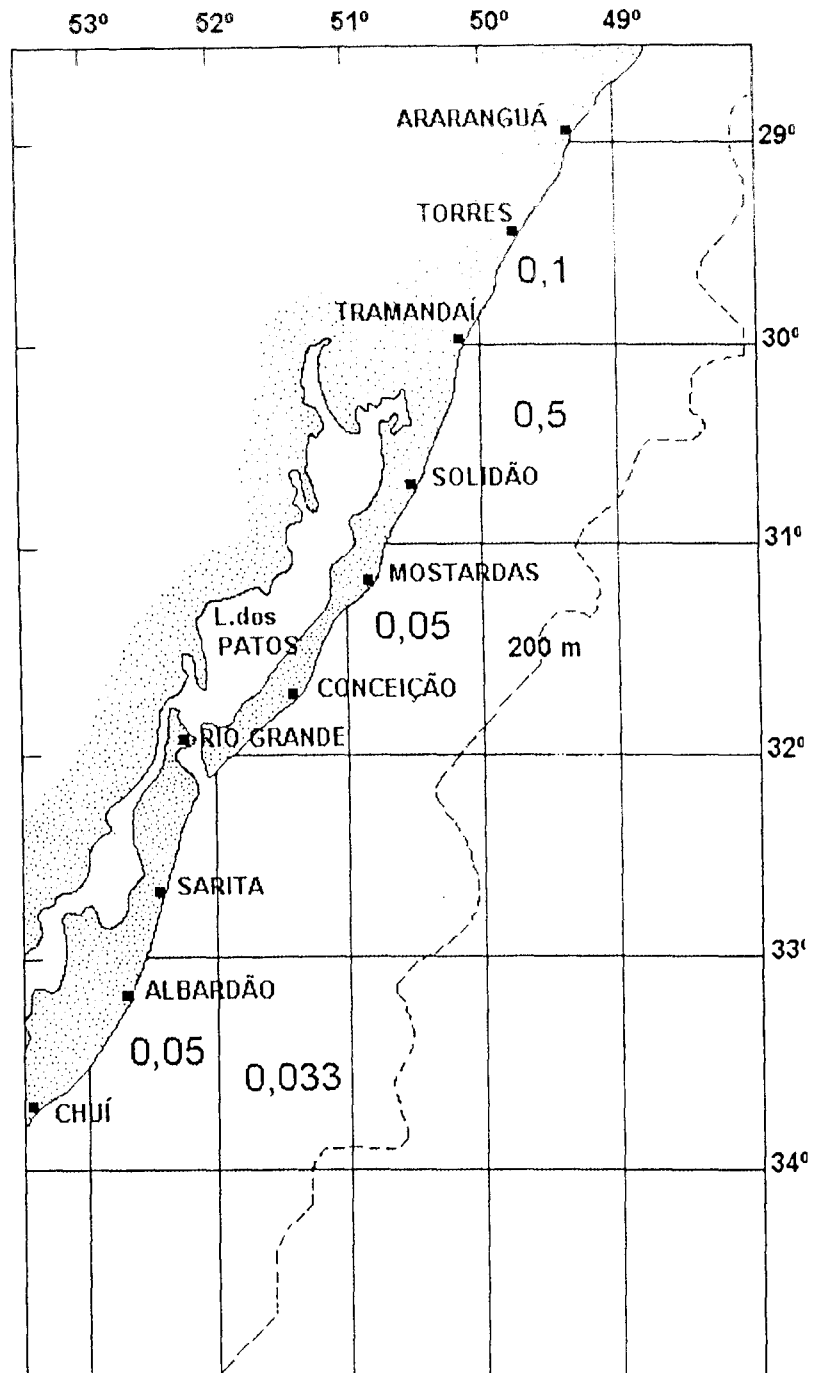 53º 52º 51º 50º 49º
ARARANGUÁ
29º
TORRES
0,1
TRAMANDAÍ
30º
0,5
SOLIDÃO
31º
MOSTARDAS
L.dos
PATOS
0,05
200 m
CONCEIÇÃO
RIO GRANDE
32º
SARITA
33º
ALBARDÃO
0,05
0,033
CHUÍ
34º